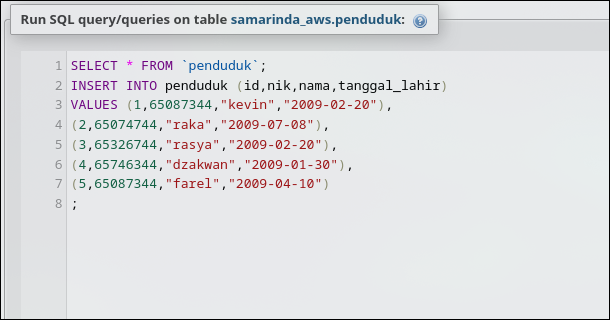 Run SQL query/queries on table samarinda_aws.penduduk:
1 SELECT * FROM `penduduk`;
2 INSERT INTO penduduk (id,nik,nama,tanggal_lahir)
3 VALUES (1,65087344,"kevin","2009-02-20"),
4 (2,65074744,"raka","2009-07-08"),
5 (3,65326744,"rasya","2009-02-20"),
6 (4,65746344,"dzakwan","2009-01-30"),
7 (5,65087344,"farel","2009-04-10")
8 ;